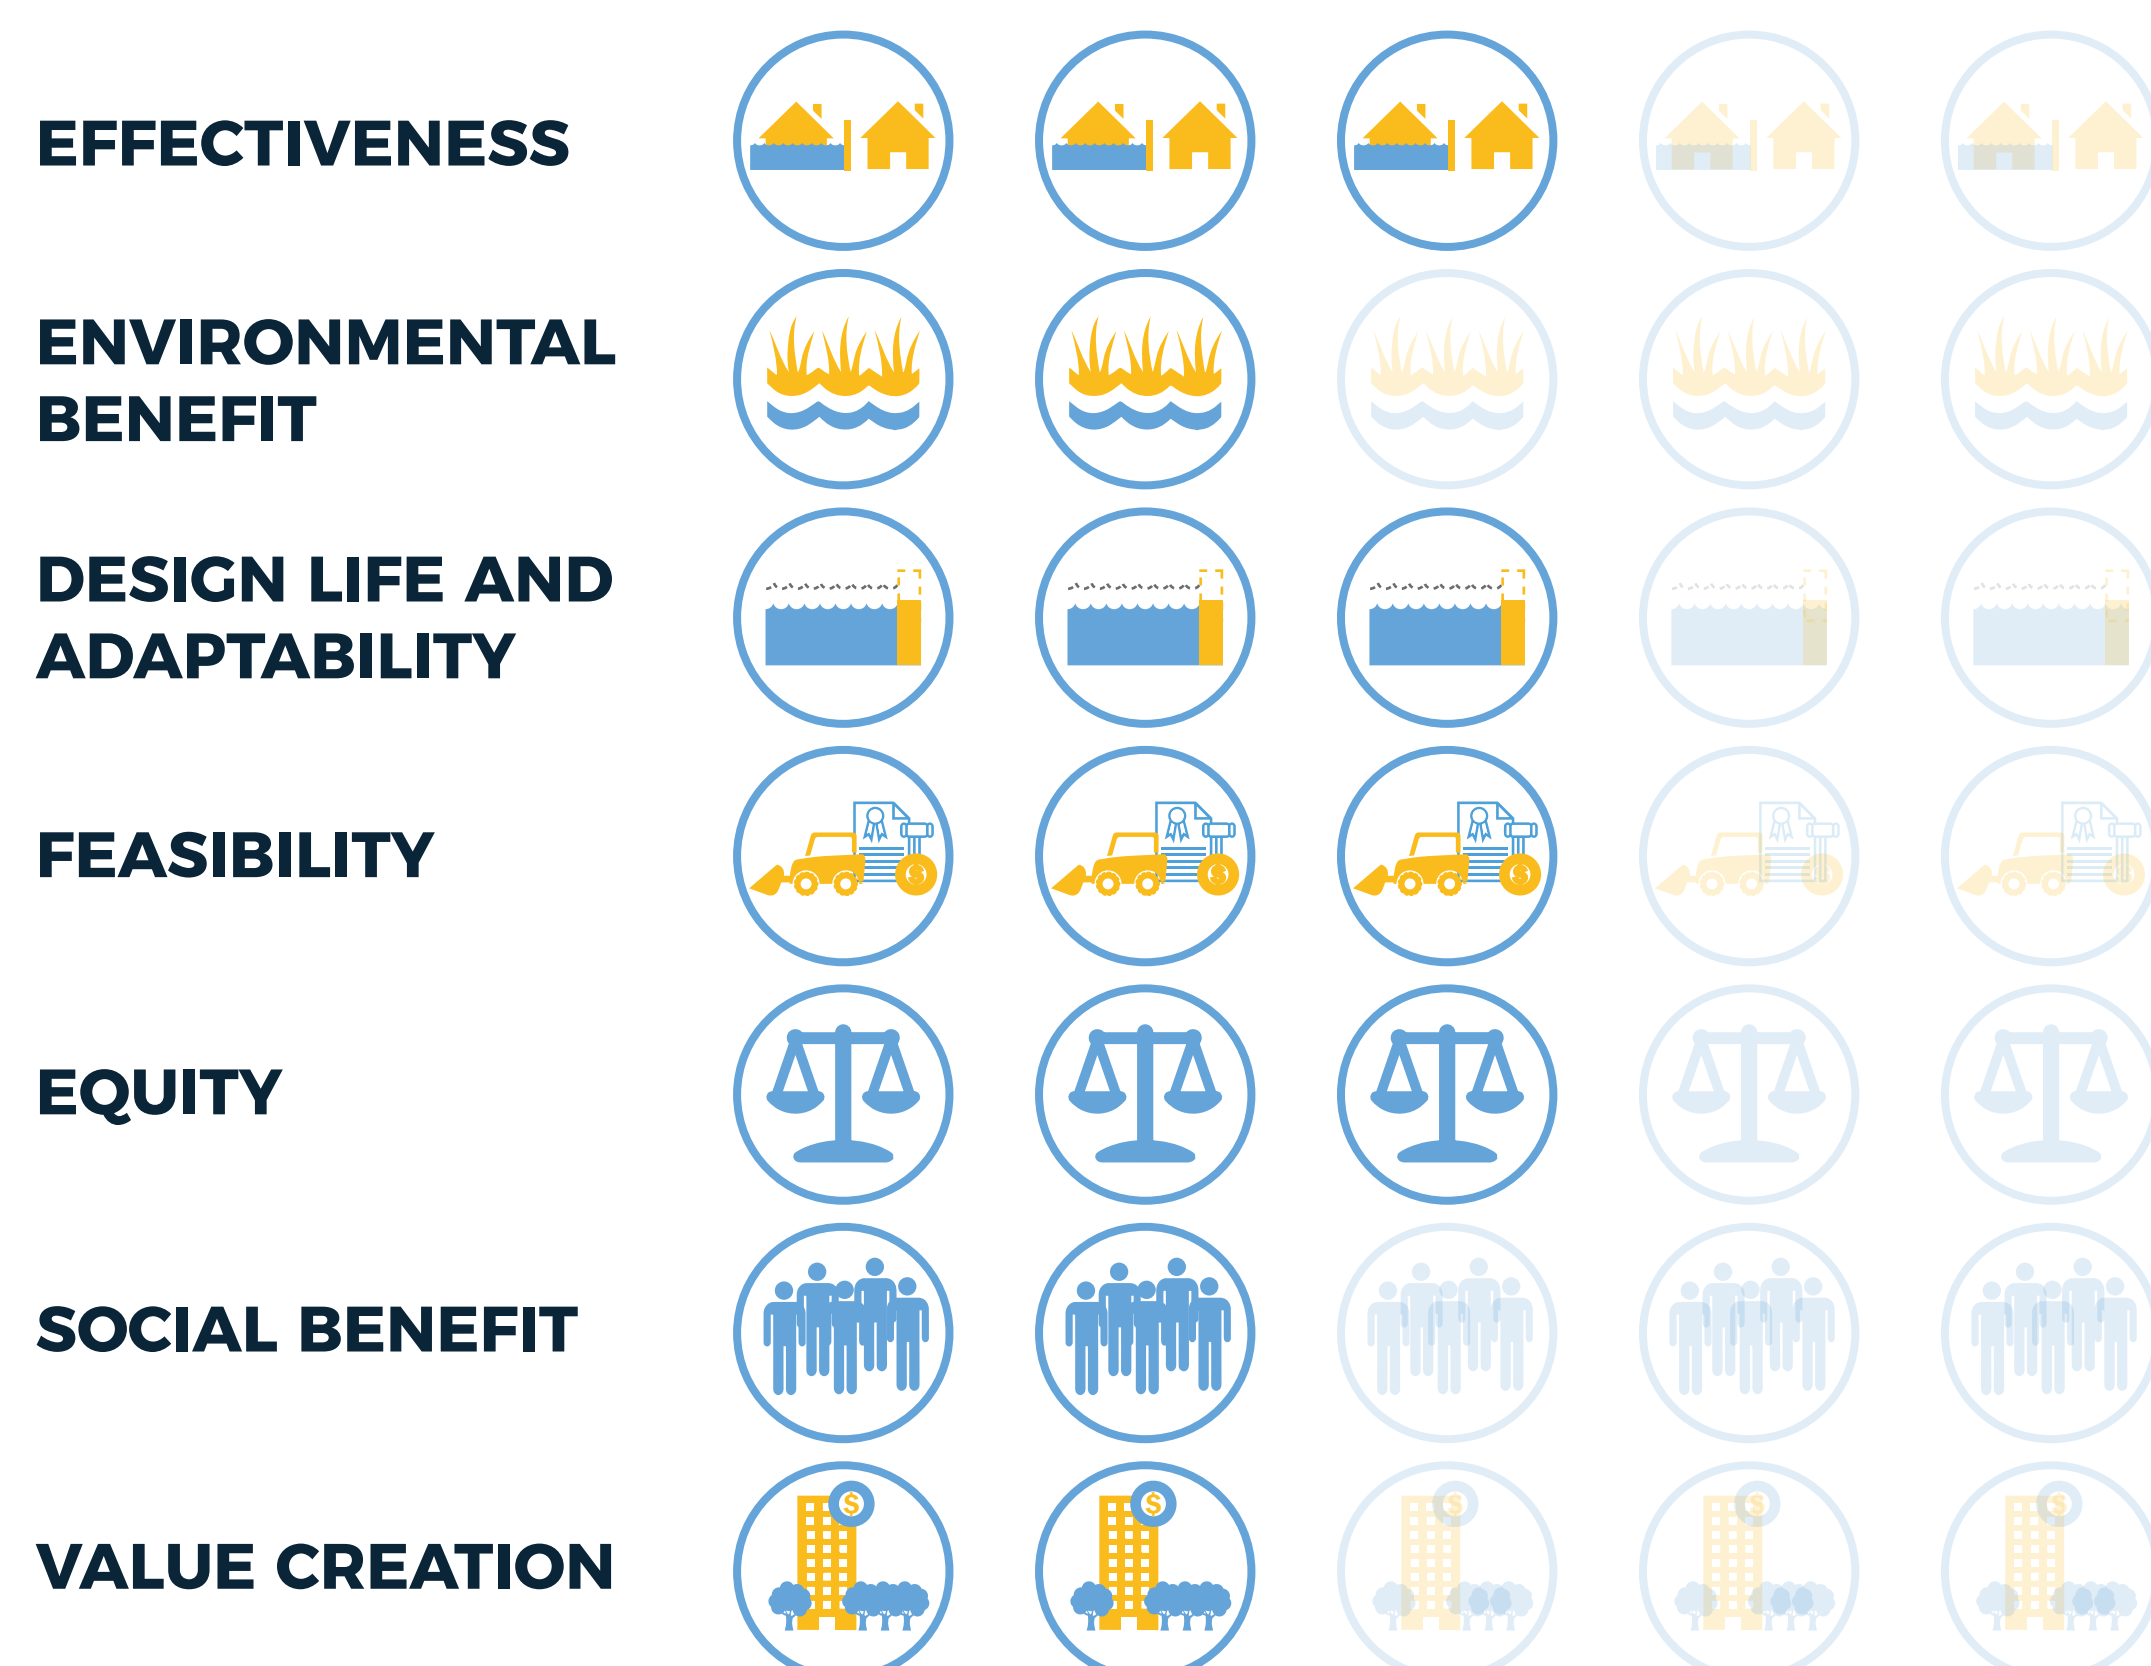 EFFECTIVENESS
ENVIRONMENTAL
BENEFIT
DESIGN LIFE AND
ADAPTABILITY
FEASIBILITY
EQUITY
SOCIAL BENEFIT
VALUE CREATION